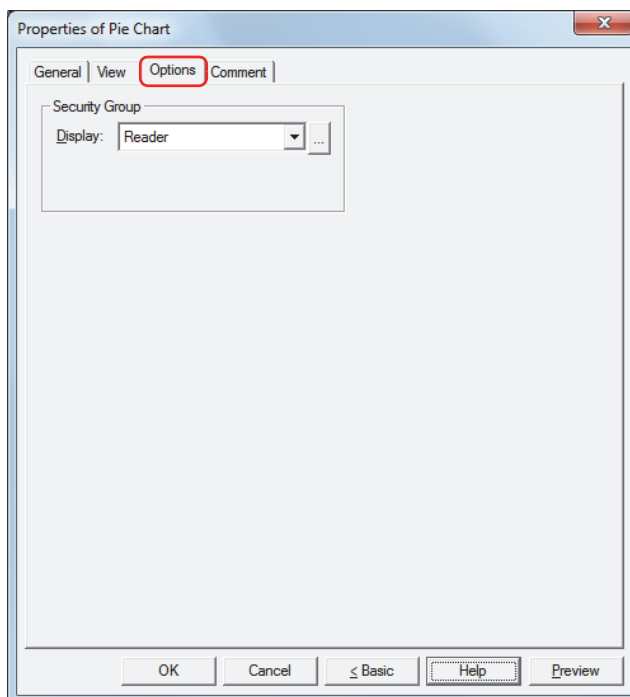 Properties of Pie Chart
General View Options Comment
Security Group
Display: Reader ...
OK Cancel < Basic Help Preview